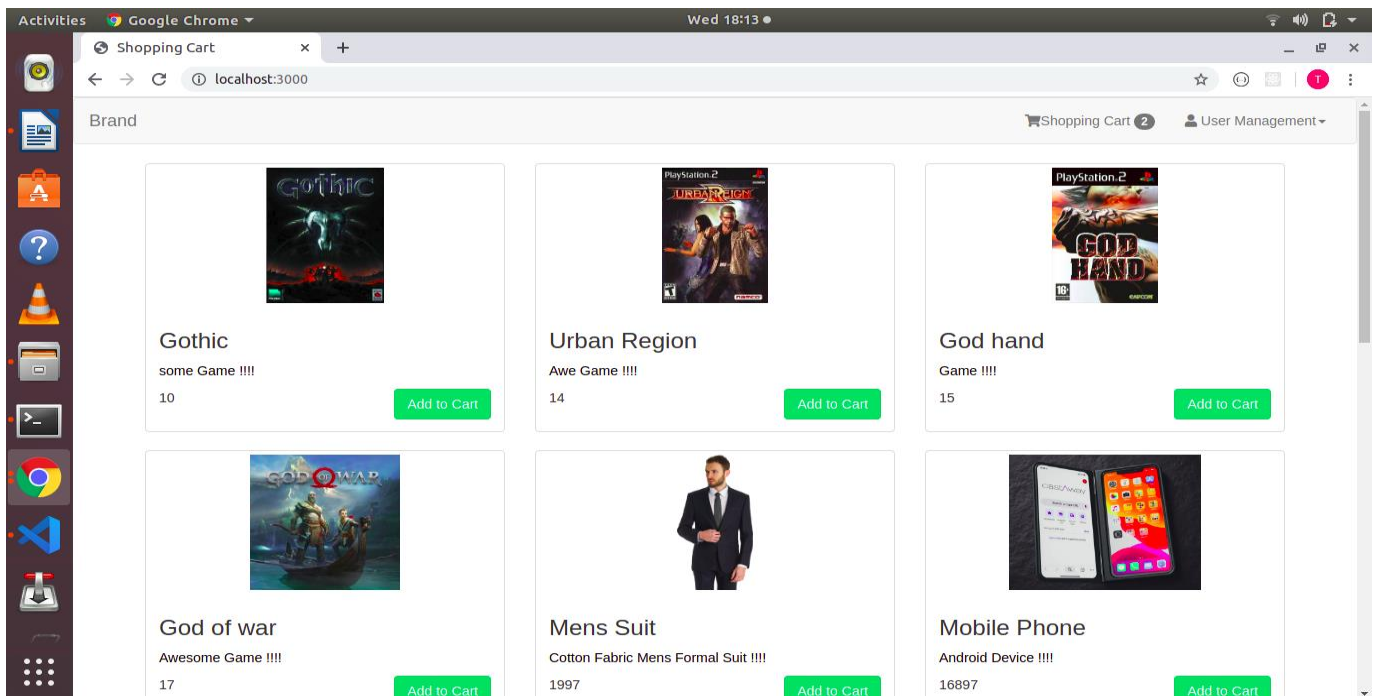 Activities Google Chrome Wed 18:13
Shopping Cart
localhost:3000 T
Brand Shopping Cart 2 User Management
GOTHIC
PlayStation.2
URBAN REIGN
NAMCO
PlayStation.2
GOD
HAND
16+
CAPCOM
Gothic
some Game !!!!
10 Add to Cart
Urban Region
Awe Game !!!!
14 Add to Cart
God hand
Game !!!!
15 Add to Cart
GOD OF WAR
castAway
God of war
Awesome Game !!!!
17 Add to Cart
Mens Suit
Cotton Fabric Mens Formal Suit !!!!
1997 Add to Cart
Mobile Phone
Android Device !!!!
16897 Add to Cart